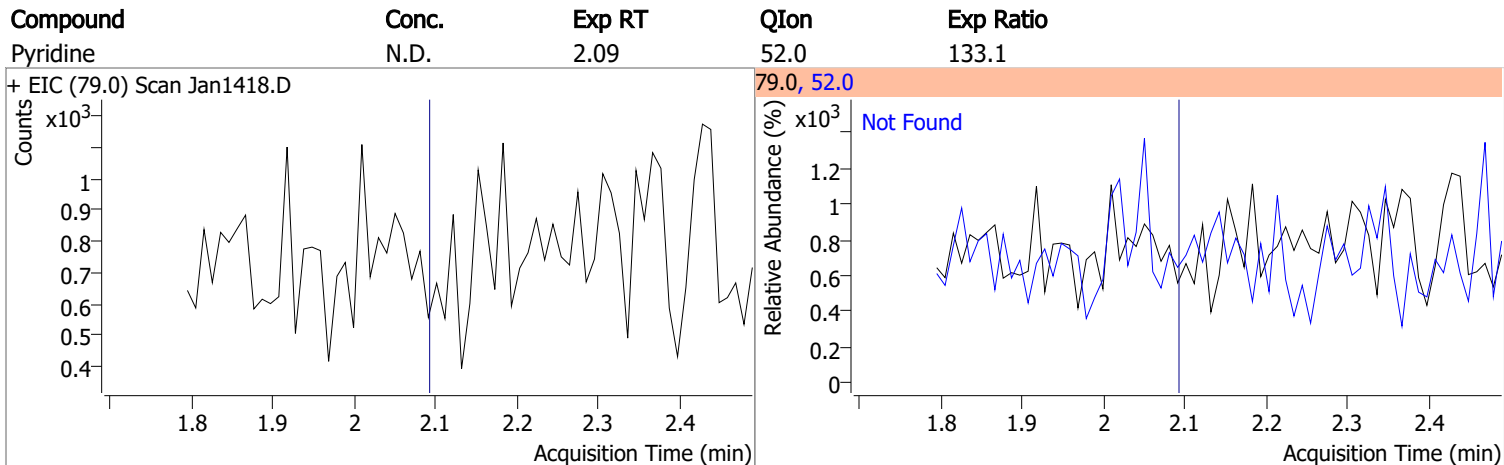 Compound Conc. Exp RT QIon Exp Ratio
Pyridine N.D. 2.09 52.0 133.1
+ EIC (79.0) Scan Jan1418.D
Counts
x10³
1
0.9
0.8
0.7
0.6
0.5
0.4
1.8 1.9 2 2.1 2.2 2.3 2.4
Acquisition Time (min)
79.0, 52.0
Relative Abundance (%)
x10³
Not Found
1.2
1
0.8
0.6
0.4
0.2
0
1.8 1.9 2 2.1 2.2 2.3 2.4
Acquisition Time (min)